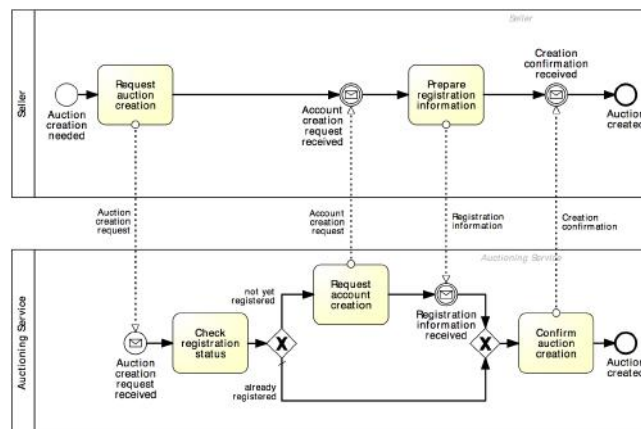 Seller
Seller
Request
auction
creation
Auction
creation
needed
Account
creation
request
received
Prepare
registration
information
Creation
confirmation
received
Auction
created
Auction
creation
request
Account
creation
request
Registration
information
Creation
confirmation
Auctioning Service
Auctioning Service
Auction
creation
request
received
Check
registration
status
not yet
registered
already
registered
Request
account
creation
Registration
information
received
Confirm
auction
creation
Auction
created